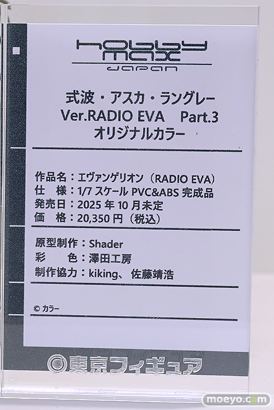 hobby
max
JAPAN
式波・アスカ・ラングレー
Ver.RADIO EVA Part.3
オリジナルカラー
作品名：エヴァンゲリオン（RADIO EVA）
仕 様：1/7 スケール PVC&ABS 完成品
発売日：2025 年 10 月未定
価 格：20,350 円（税込）
原型制作：Shader
彩 色：澤田工房
制作協力：kiking、佐藤靖浩
© カラー
東京フィギュア
www.moeyo.com